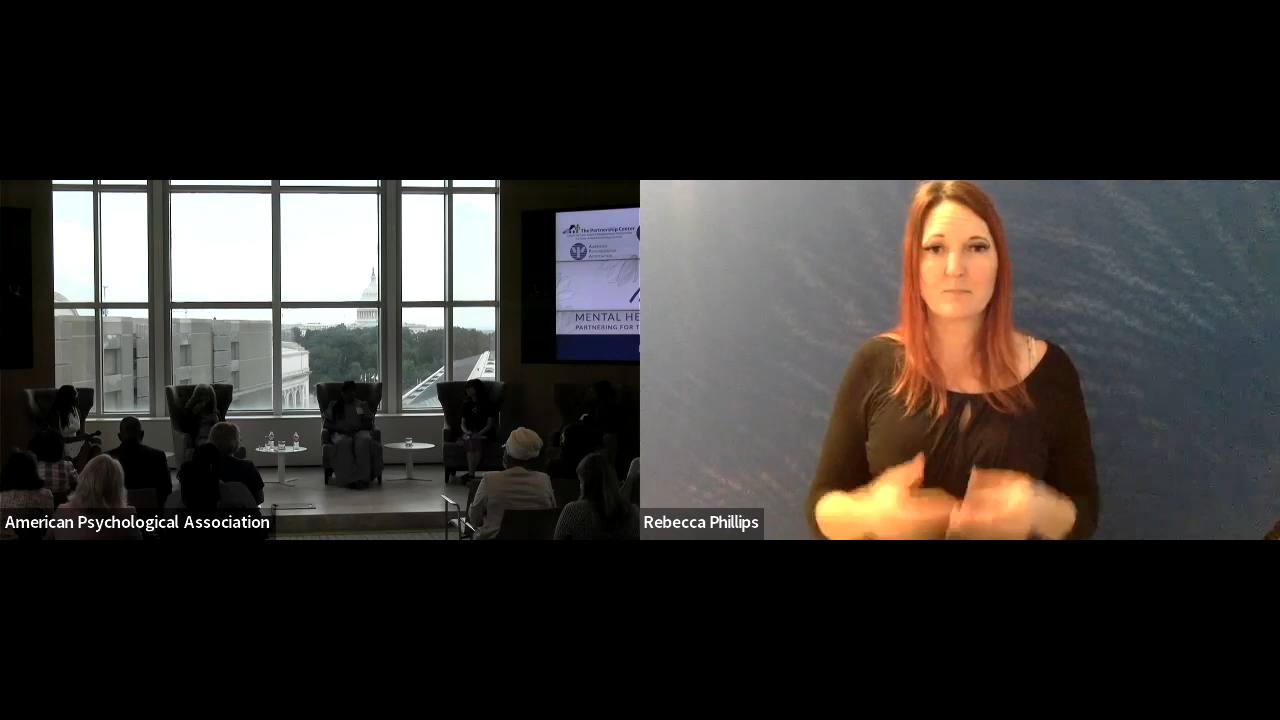 The Partnership Center
American
Psychological
Association
MENTAL HE
PARTNERING FOR T
American Psychological Association
Rebecca Phillips